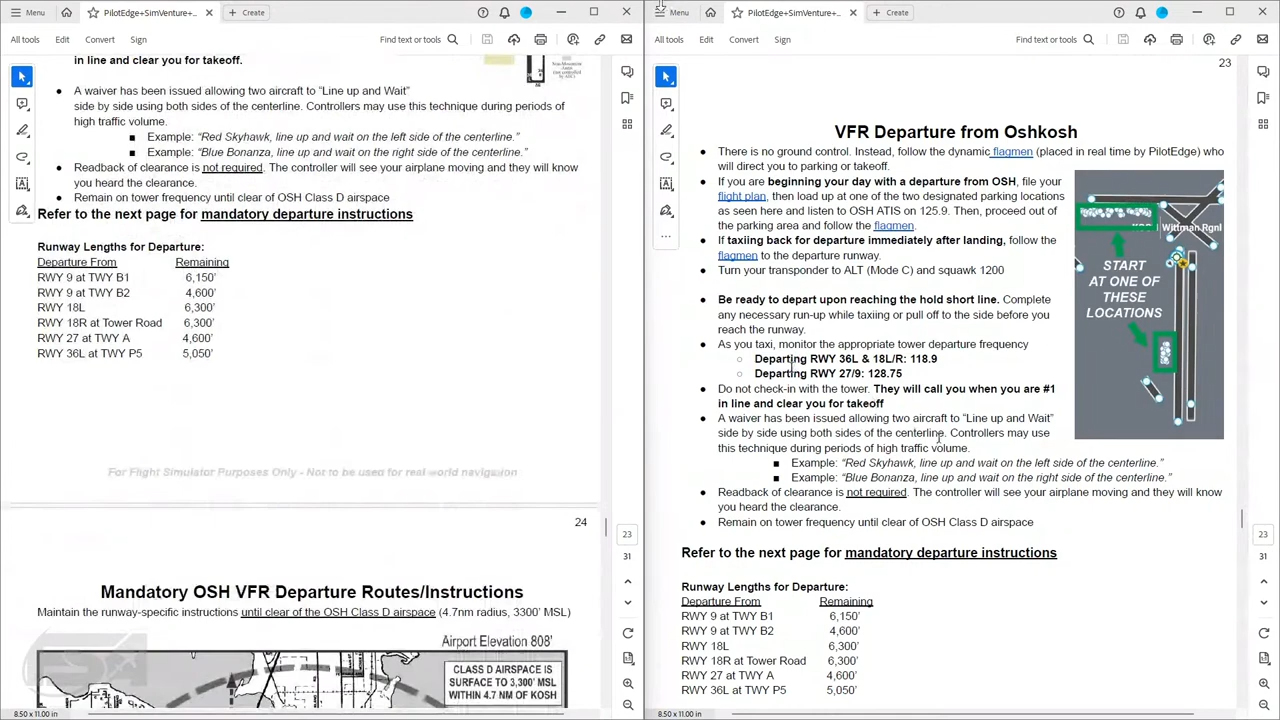 Menu
PilotEdge+SimVenture+...
Create
All tools
Edit
Convert
Sign
Find text or tools
in line and clear you for takeoff.
A waiver has been issued allowing two aircraft to “Line up and Wait”
side by side using both sides of the centerline. Controllers may use this technique during periods of
high traffic volume.
Example: “Red Skyhawk, line up and wait on the left side of the centerline.”
Example: “Blue Bonanza, line up and wait on the right side of the centerline.”
Readback of clearance is not required. The controller will see your airplane moving and they will know
you heard the clearance.
Remain on tower frequency until clear of OSH Class D airspace
Refer to the next page for mandatory departure instructions
Runway Lengths for Departure:
Departure From Remaining
RWY 9 at TWY B1 6,150’
RWY 9 at TWY B2 4,600’
RWY 18L 6,300’
RWY 18R at Tower Road 6,300’
RWY 27 at TWY A 4,600’
RWY 36L at TWY P5 5,050’
For Flight Simulator Purposes Only - Not to be used for real world navigation
24
Mandatory OSH VFR Departure Routes/Instructions
Maintain the runway-specific instructions until clear of the OSH Class D airspace (4.7nm radius, 3300’ MSL)
Airport Elevation 808’
CLASS D AIRSPACE IS
SURFACE TO 3,300’ MSL
WITHIN 4.7 NM OF KOSH
23
31
8.50 x 11.00 in
Menu
PilotEdge+SimVenture+...
Create
All tools
Edit
Convert
Sign
Find text or tools
23
VFR Departure from Oshkosh
There is no ground control. Instead, follow the dynamic flagmen (placed in real time by PilotEdge) who
will direct you to parking or takeoff.
If you are beginning your day with a departure from OSH, file your
flight plan, then load up at one of the two designated parking locations
as seen here and listen to OSH ATIS on 125.9. Then, proceed out of
the parking area and follow the flagmen.
If taxiing back for departure immediately after landing, follow the
flagmen to the departure runway.
Turn your transponder to ALT (Mode C) and squawk 1200
Be ready to depart upon reaching the hold short line. Complete
any necessary run-up while taxiing or pull off to the side before you
reach the runway.
As you taxi, monitor the appropriate tower departure frequency
Departing RWY 36L & 18L/R: 118.9
Departing RWY 27/9: 128.75
Do not check-in with the tower. They will call you when you are #1
in line and clear you for takeoff
A waiver has been issued allowing two aircraft to “Line up and Wait”
side by side using both sides of the centerline. Controllers may use
this technique during periods of high traffic volume.
Example: “Red Skyhawk, line up and wait on the left side of the centerline.”
Example: “Blue Bonanza, line up and wait on the right side of the centerline.”
Readback of clearance is not required. The controller will see your airplane moving and they will know
you heard the clearance.
Remain on tower frequency until clear of OSH Class D airspace
Refer to the next page for mandatory departure instructions
Runway Lengths for Departure:
Departure From Remaining
RWY 9 at TWY B1 6,150’
RWY 9 at TWY B2 4,600’
RWY 18L 6,300’
RWY 18R at Tower Road 6,300’
RWY 27 at TWY A 4,600’
RWY 36L at TWY P5 5,050’
Wittman Rgnl
START
AT ONE OF
THESE
LOCATIONS
23
31
8.50 x 11.00 in